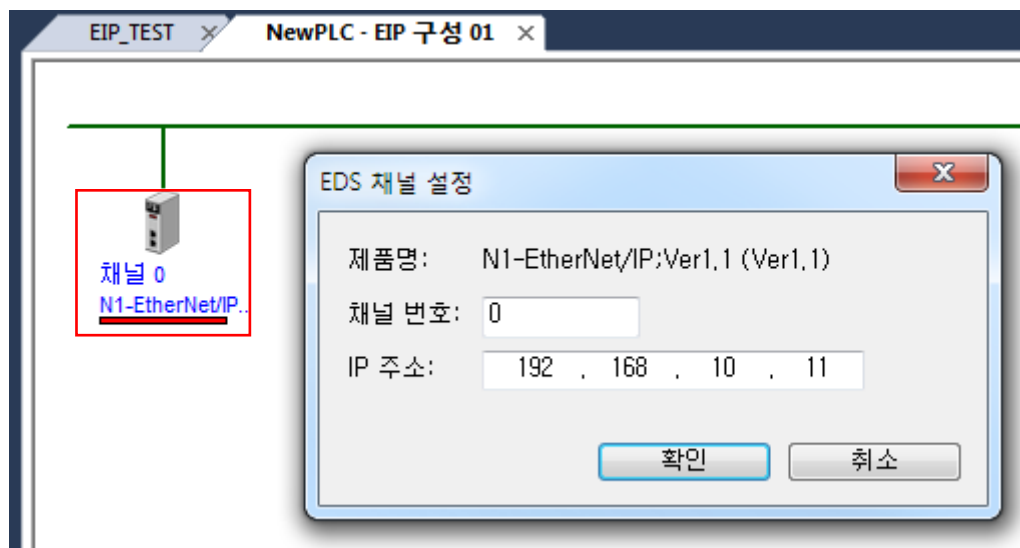 EIP_TEST
NewPLC - EIP 구성 01
채널 0
N1-EtherNet/IP..
EDS 채널 설정
제품명: N1-EtherNet/IP;Ver1,1 (Ver1,1)
채널 번호: 0
IP 주소: 192 . 168 . 10 . 11
확인 취소